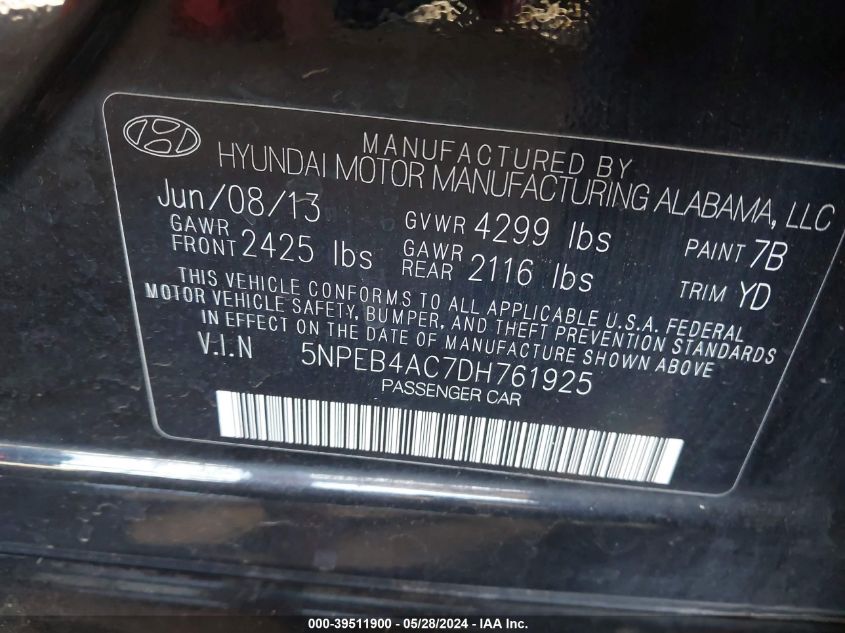 MANUFACTURED BY
HYUNDAI MOTOR MANUFACTURING ALABAMA, LLC
Jun/08/13 GVWR 4299 lbs PAINT 7B
GAWR FRONT 2425 lbs GAWR REAR 2116 lbs TRIM YD
THIS VEHICLE CONFORMS TO ALL APPLICABLE U.S.A. FEDERAL
MOTOR VEHICLE SAFETY, BUMPER, AND THEFT PREVENTION STANDARDS
IN EFFECT ON THE DATE OF MANUFACTURE SHOWN ABOVE
V.I.N 5NPEB4AC7DH761925
PASSENGER CAR
000-39511900 - 05/28/2024 - IAA Inc.